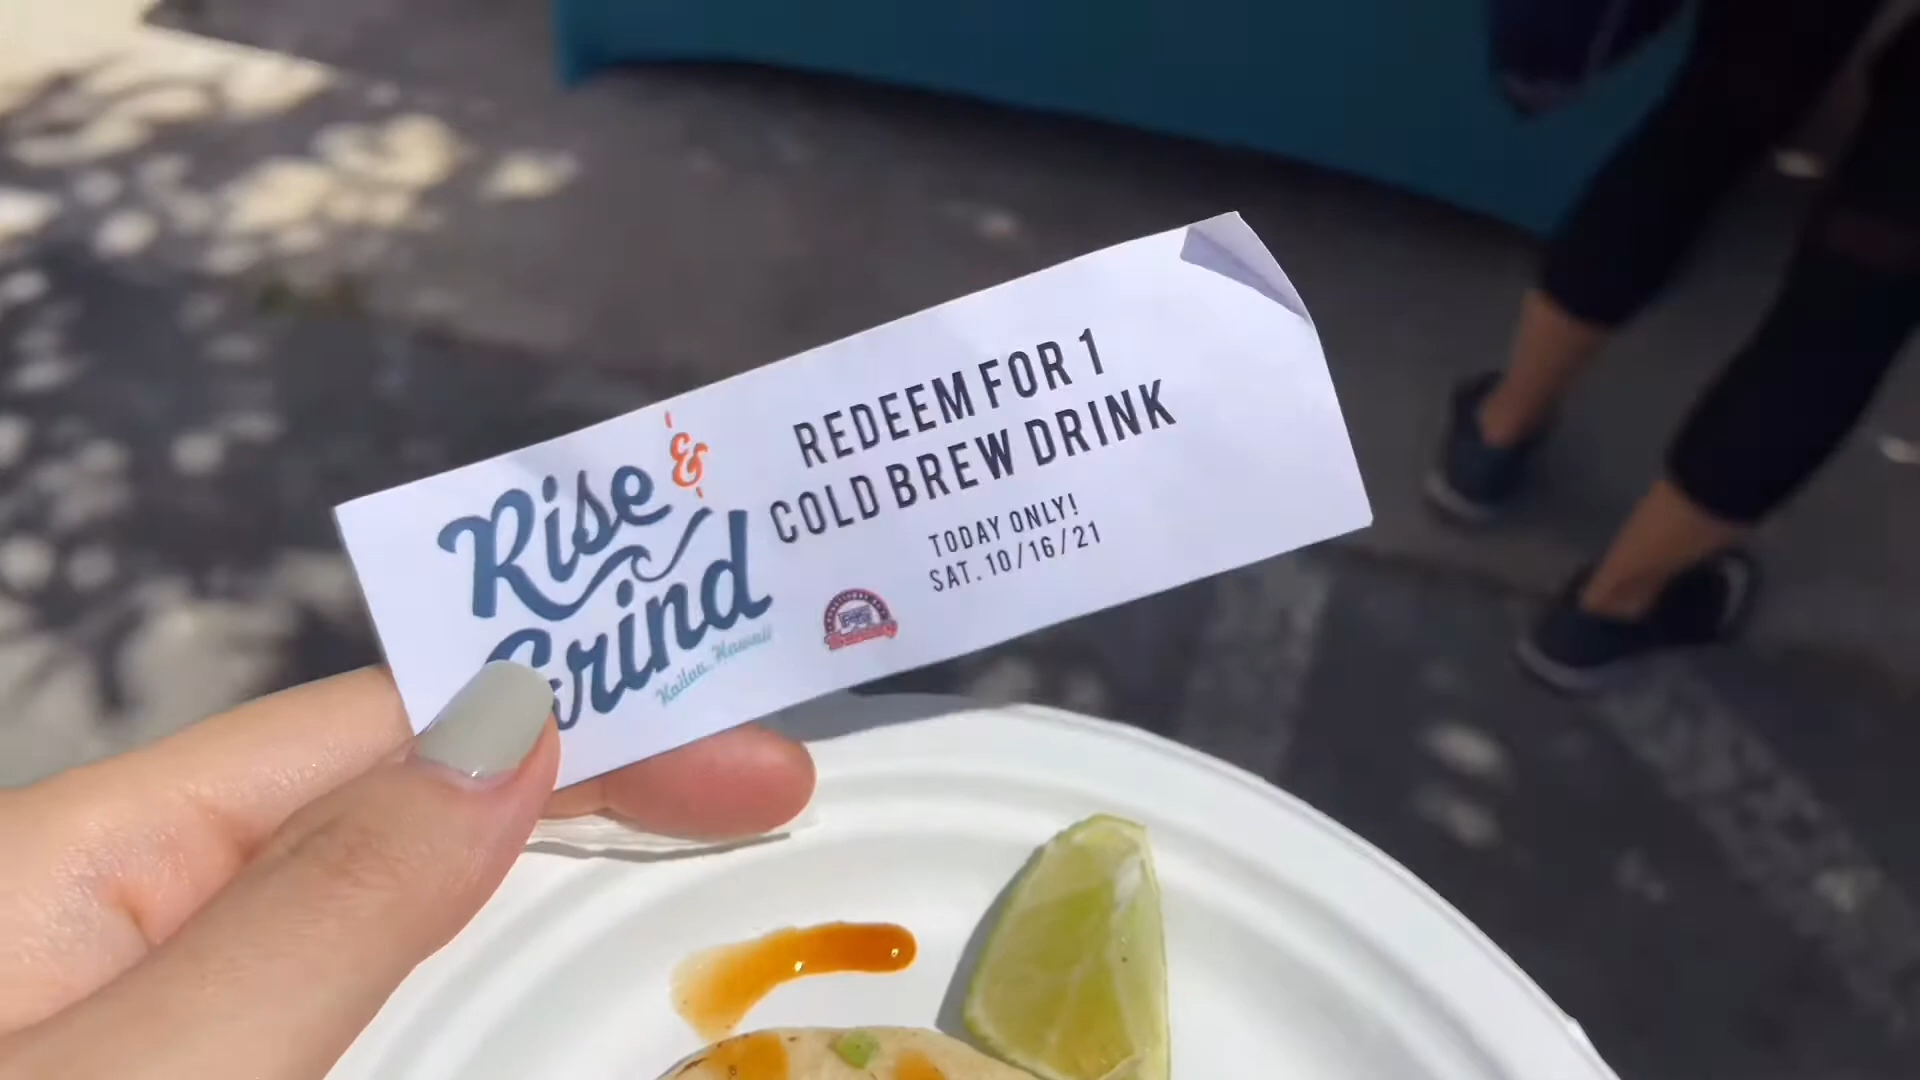 Rise &
Grind
Kailua, Hawaii
REDEEM FOR 1
COLD BREW DRINK
TODAY ONLY!
SAT. 10/16/21